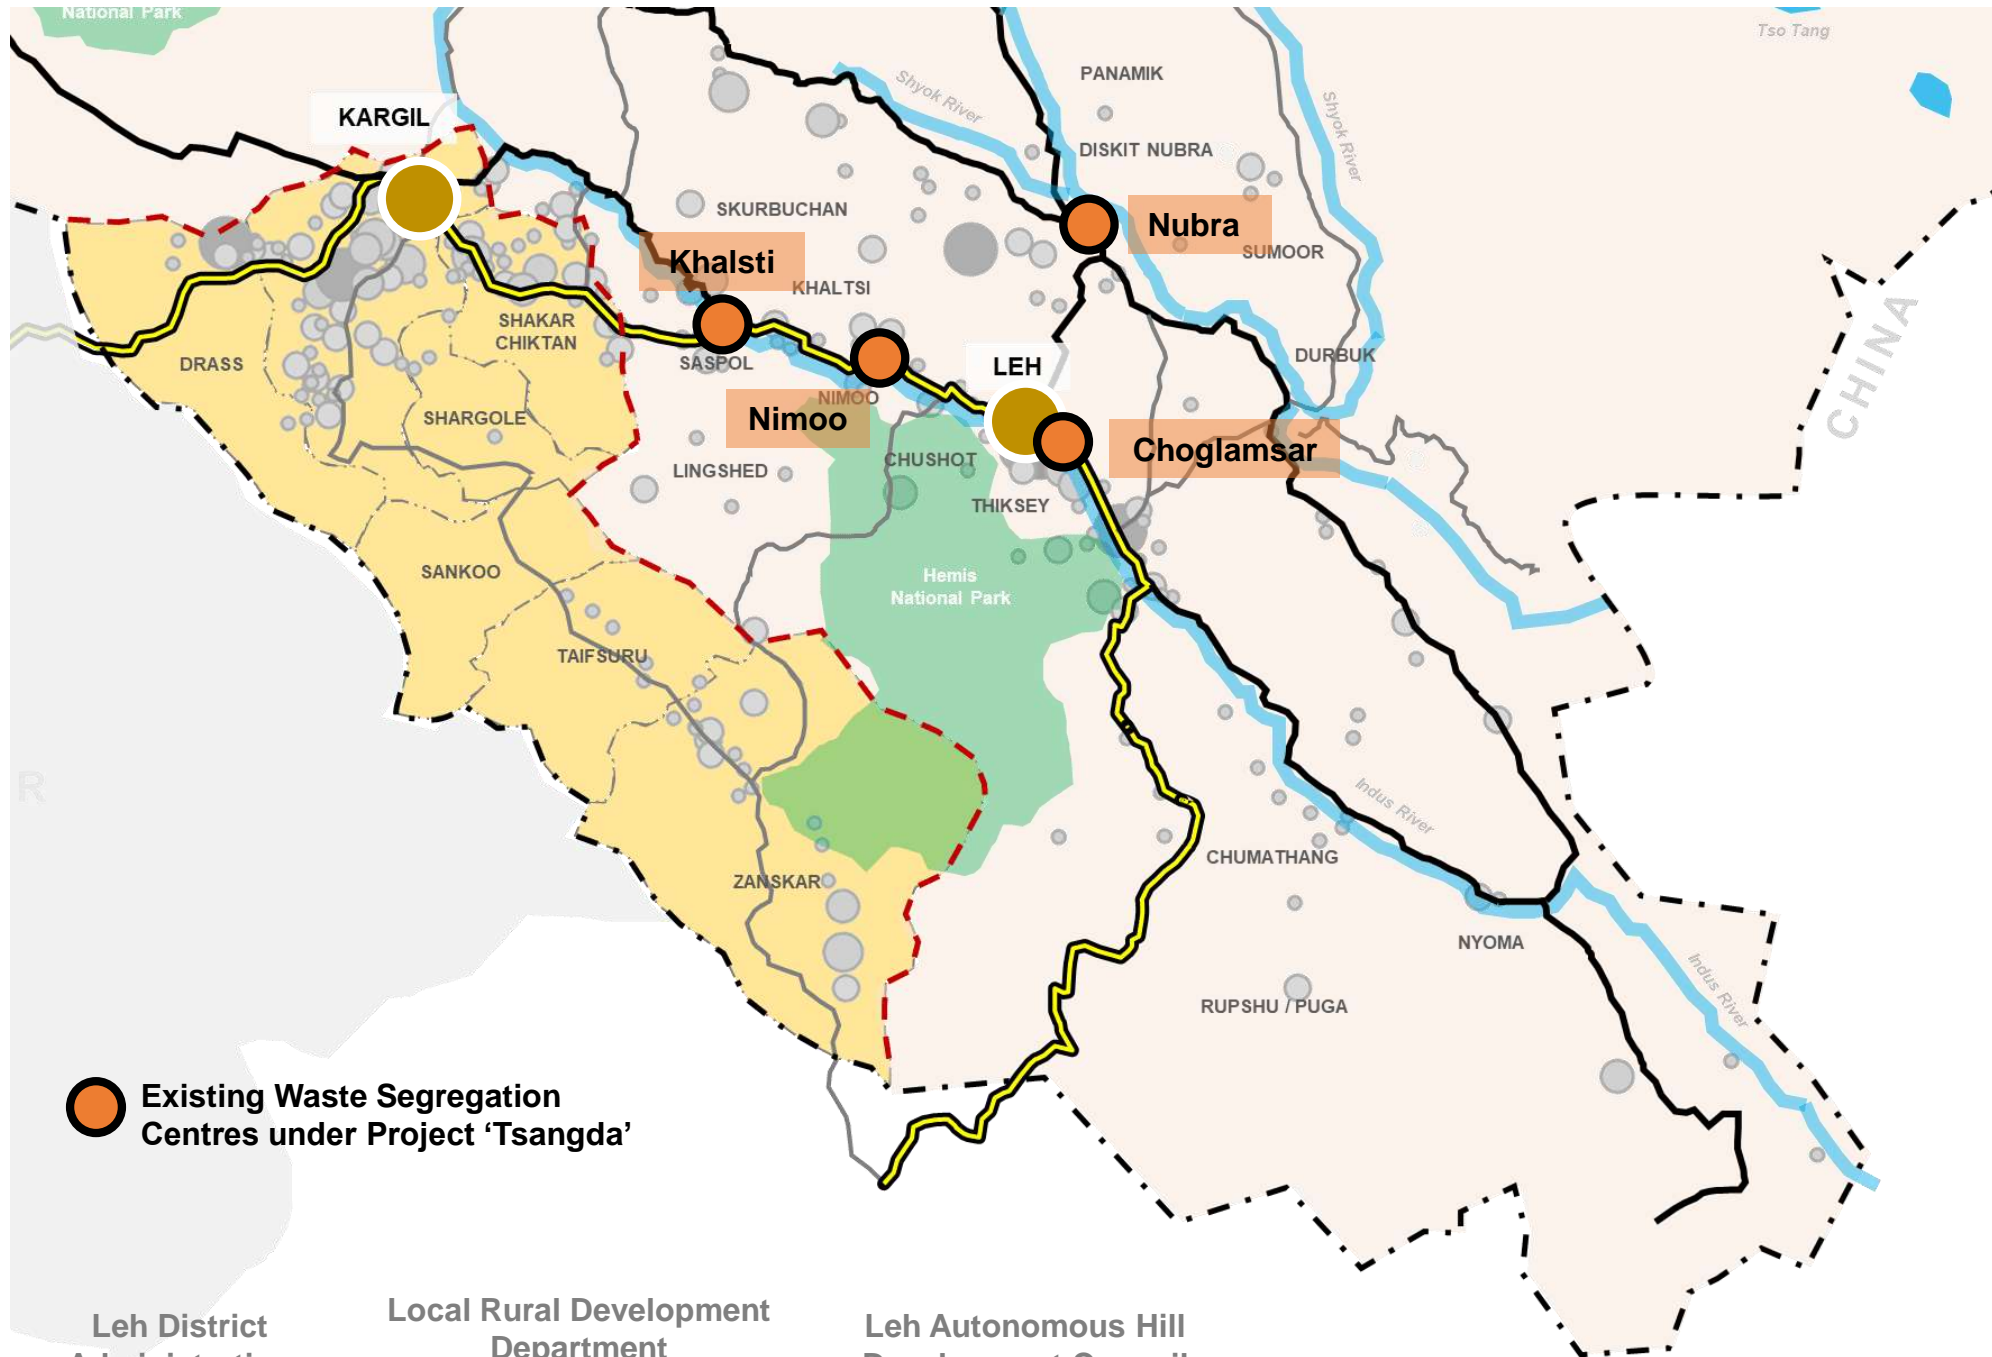 National Park
Tso Tang
PANAMIK
Shyok River
Shyok River
KARGIL
DISKIT NUBRA
SKURBUCHAN
Nubra
SUMOOR
Khalsti
KHALTSI
CHINA
SHAKAR
CHIKTAN
DRASS
SASPOL
LEH
DURBUK
NIMOO
Nimoo
SHARGOLE
Choglamsar
CHUSHOT
LINGSHED
THIKSEY
SANKOO
Hemis
National Park
TAIFSURU
R
Indus River
CHUMATHANG
ZANSKAR
NYOMA
Indus River
RUPSHU / PUGA
Existing Waste Segregation
Centres under Project ‘Tsangda’
Leh District
Local Rural Development
Department
Leh Autonomous Hill